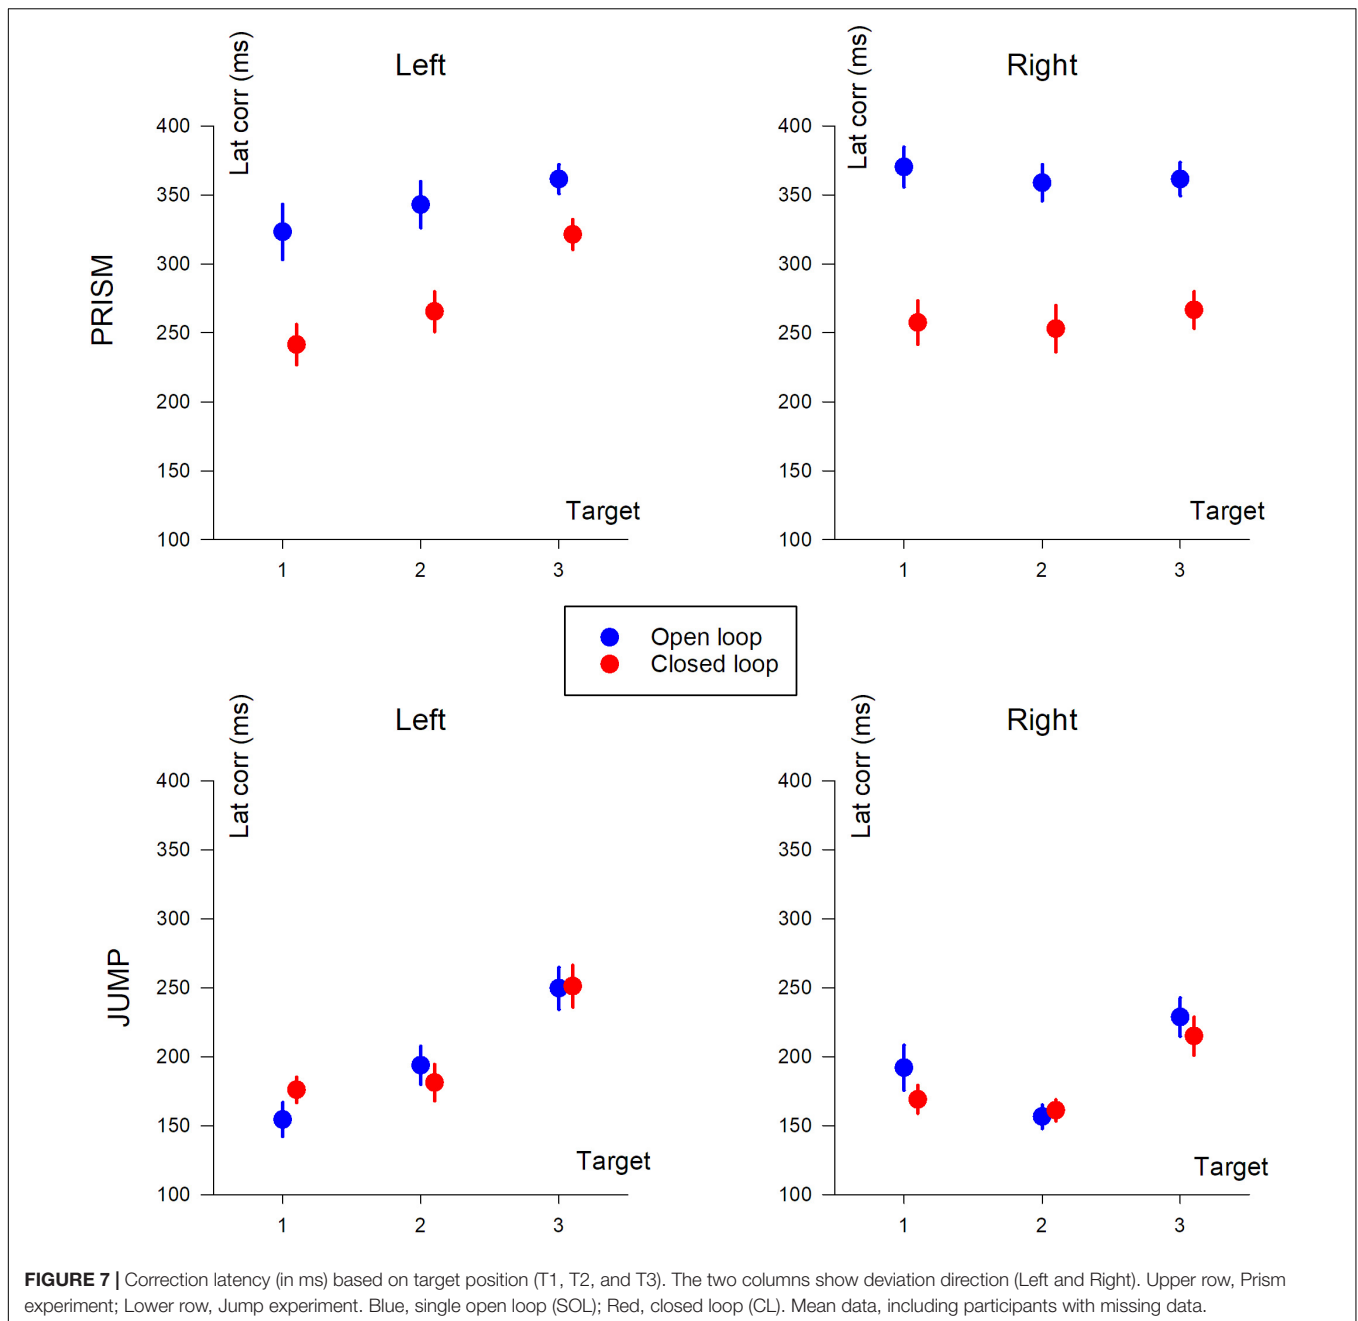 Left
Right
Lat corr (ms)
Lat corr (ms)
PRISM
400
350
300
250
200
150
100
Target
1 2 3
400
350
300
250
200
150
100
Target
1 2 3
Open loop
Closed loop
Left
Right
Lat corr (ms)
Lat corr (ms)
JUMP
400
350
300
250
200
150
100
Target
1 2 3
400
350
300
250
200
150
100
Target
1 2 3
FIGURE 7 | Correction latency (in ms) based on target position (T1, T2, and T3). The two columns show deviation direction (Left and Right). Upper row, Prism
experiment; Lower row, Jump experiment. Blue, single open loop (SOL); Red, closed loop (CL). Mean data, including participants with missing data.